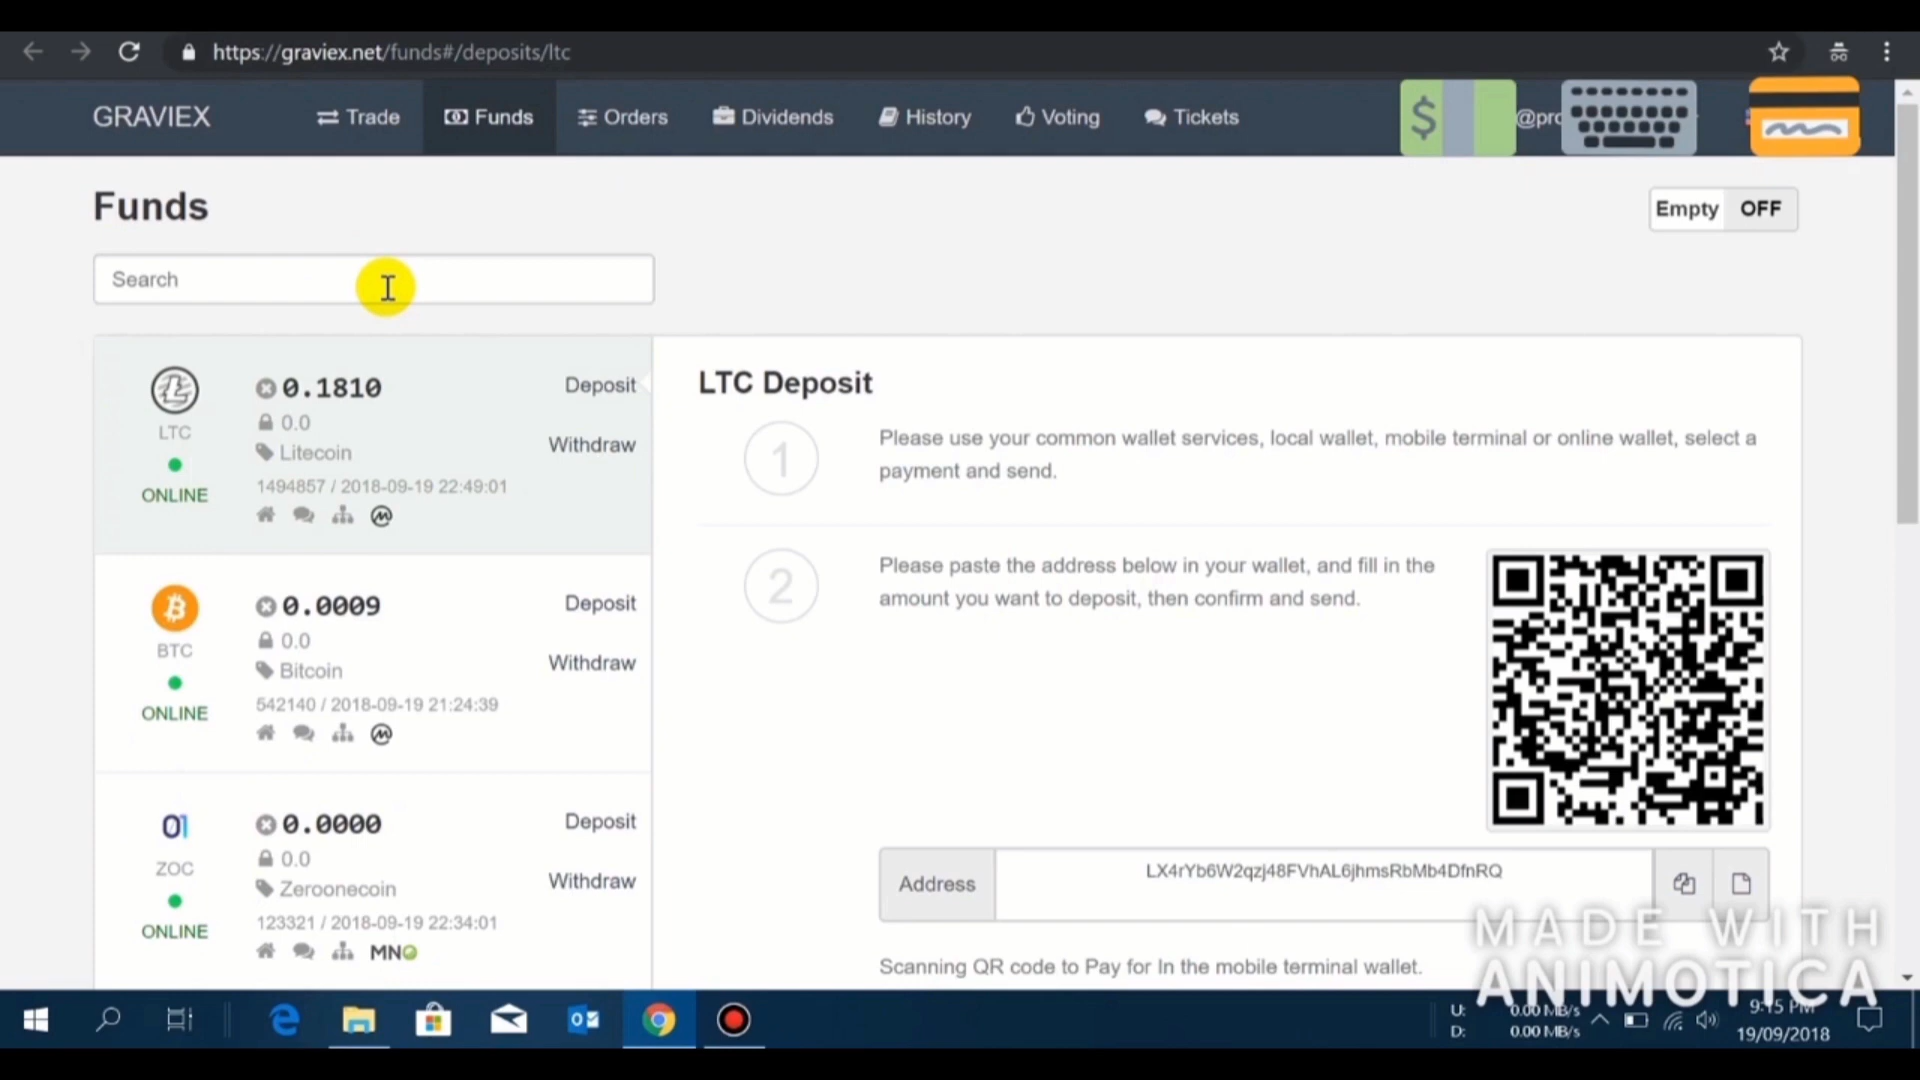 https://graviex.net/funds#/deposits/ltc
GRAVIEX
Trade
Funds
Orders
Dividends
History
Voting
Tickets
$
Funds
Empty OFF
Search
LTC
ONLINE
0.1810
0.0
Litecoin
1494857 / 2018-09-19 22:49:01
Deposit
Withdraw
BTC
ONLINE
0.0009
0.0
Bitcoin
542140 / 2018-09-19 21:24:39
Deposit
Withdraw
01
ZOC
ONLINE
0.0000
0.0
Zeroonecoin
123321 / 2018-09-19 22:34:01
MN
Deposit
Withdraw
LTC Deposit
1
Please use your common wallet services, local wallet, mobile terminal or online wallet, select a
payment and send.
2
Please paste the address below in your wallet, and fill in the
amount you want to deposit, then confirm and send.
Address
LX4rYb6W2qzj48FVhAL6jhmsRbMb4DfnRQ
Scanning QR code to Pay for In the mobile terminal wallet.
MADE WITH
ANIMOTICA
U: 0.00 MB/s
D: 0.00 MB/s
9:15 PM
19/09/2018